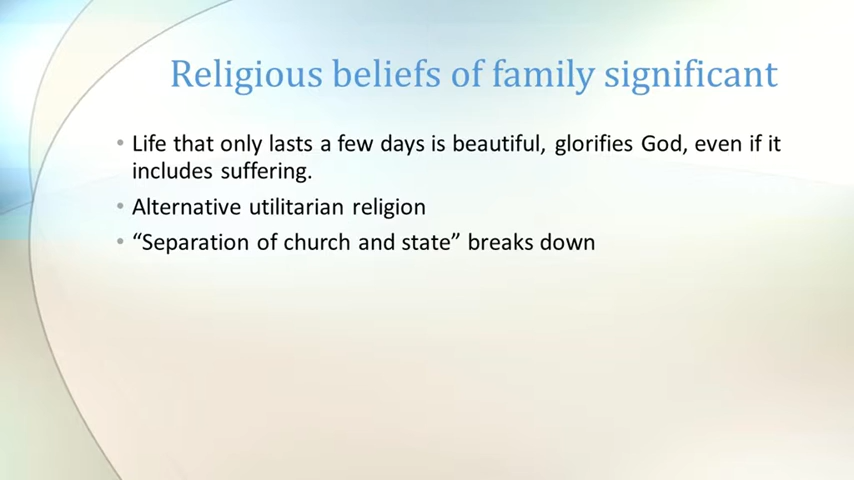 Religious beliefs of family significant
• Life that only lasts a few days is beautiful, glorifies God, even if it
includes suffering.
• Alternative utilitarian religion
• “Separation of church and state” breaks down